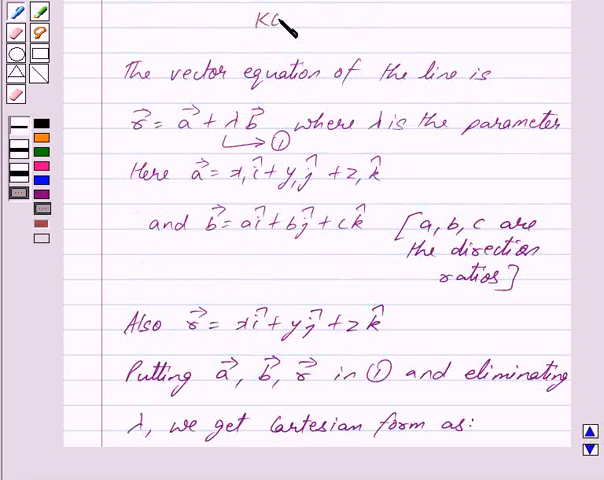 KC
The vector equation of the line is
r⃗ = a⃗ + λb⃗ where λ is the parameter
①
Here a⃗ = x₁î + y₁ĵ + z₁k̂
and b⃗ = aî + bĵ + ck̂ [a, b, c are
the direction
ratios]
Also r⃗ = xî + yĵ + zk̂
Putting a⃗, b⃗, r⃗ in ① and eliminating
λ, we get Cartesian form as: